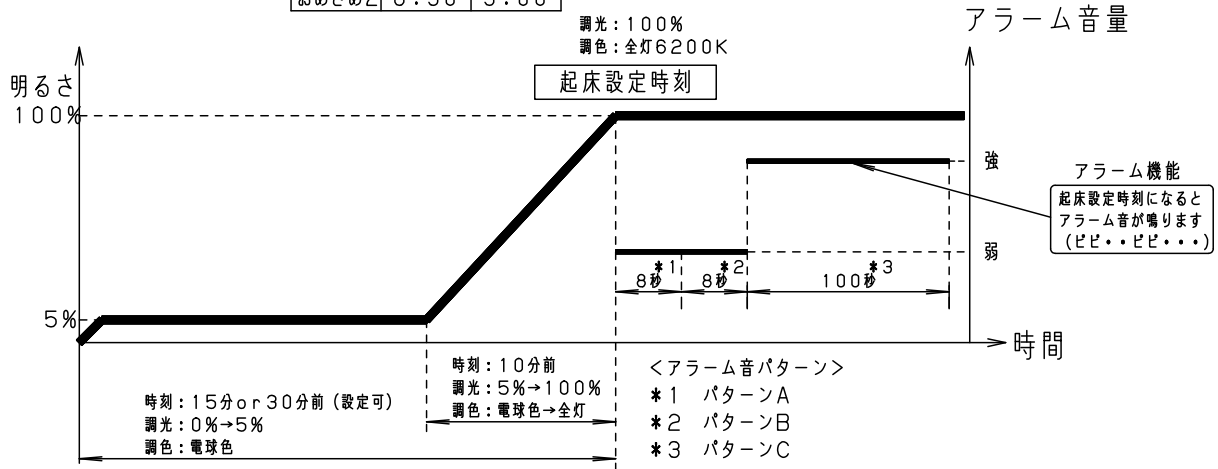 調光：１００％
調色：全灯６２００Ｋ
アラーム音量
明るさ
起床設定時刻
１００％
強
アラーム機能
起床設定時刻になると
アラーム音が鳴ります
（ピピ・・ピピ・・・）
弱
＊１
＊２
＊３
８秒
８秒
１００秒
５％
時間
時刻：１５分ｏｒ３０分前（設定可）
調光：０％→５％
調色：電球色
時刻：１０分前
調光：５％→１００％
調色：電球色→全灯
＜アラーム音パターン＞
＊１　パターンＡ
＊２　パターンＢ
＊３　パターンＣ